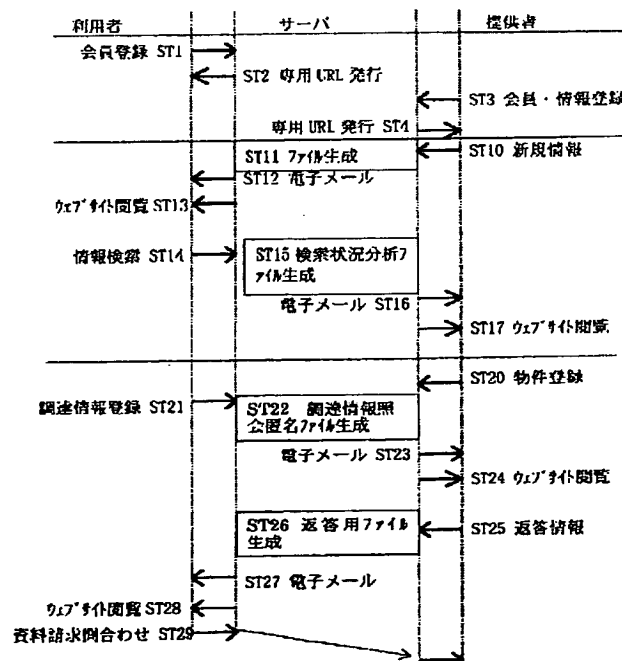 利用者 サーバ 提供者
会員登録 ST1
ST2 専用 URL 発行
ST3 会員・情報登録
専用 URL 発行 ST4
ST11 ファイル生成
ST10 新規情報
ST12 電子メール
ウェブサイト閲覧 ST13
情報検索 ST14
ST15 検索状況分析フ
ァイル生成
電子メール ST16
ST17 ウェブサイト閲覧
ST20 物件登録
調達情報登録 ST21
ST22 調達情報照
会匿名ファイル生成
電子メール ST23
ST24 ウェブサイト閲覧
ST26 返答用ファイル
生成
ST25 返答情報
ST27 電子メール
ウェブサイト閲覧 ST28
資料請求問合わせ ST29